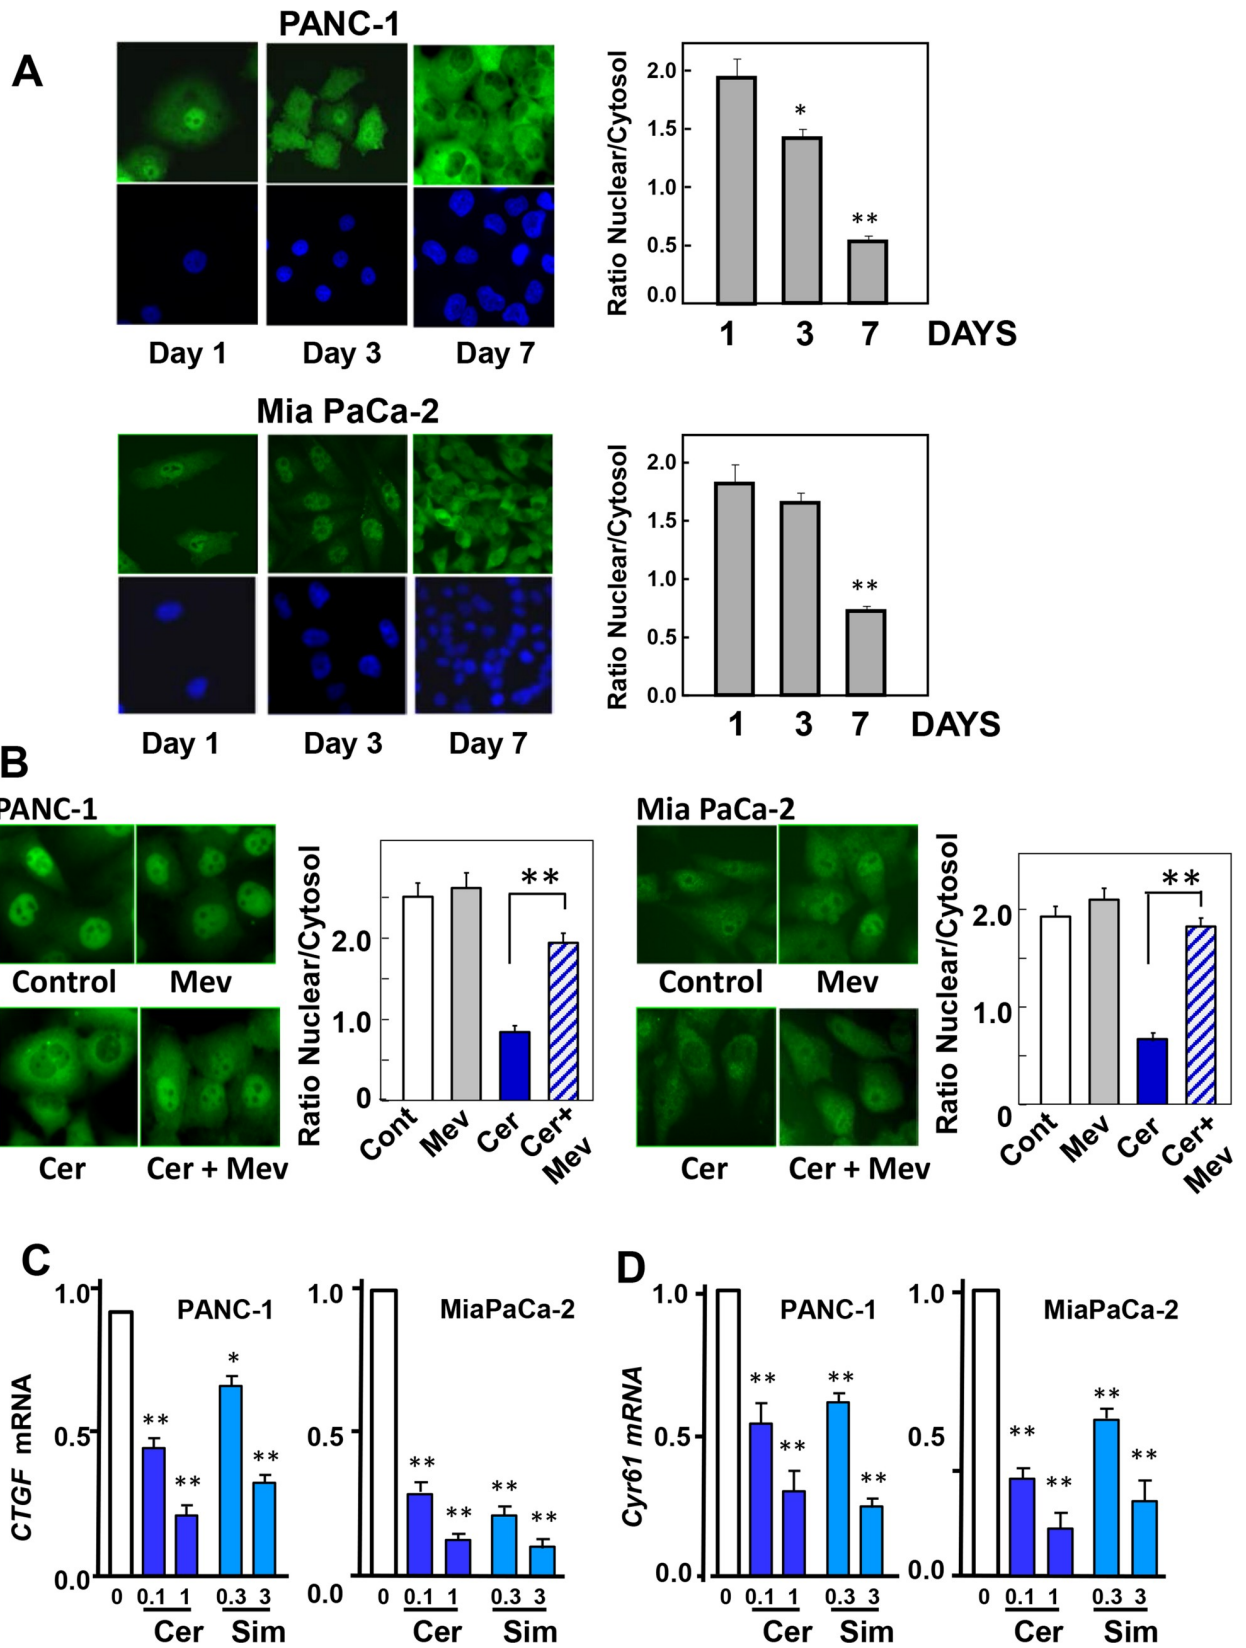 A
PANC-1
Day 1 Day 3 Day 7
Ratio Nuclear/Cytosol
2.0
1.5
1.0
0.5
0.0
*
**
1 3 7 DAYS
Mia PaCa-2
Day 1 Day 3 Day 7
Ratio Nuclear/Cytosol
2.0
1.5
1.0
0.5
0.0
**
1 3 7 DAYS
B
PANC-1
Control Mev
Cer Cer + Mev
Ratio Nuclear/Cytosol
2.0
1.0
0
**
Cont Mev Cer Cer+ Mev
Mia PaCa-2
Control Mev
Cer Cer + Mev
Ratio Nuclear/Cytosol
2.0
1.0
0
**
Cont Mev Cer Cer+ Mev
C
CTGF mRNA
PANC-1
1.0
0.5
0.0
** ** * **
0 0.1 1 0.3 3
Cer Sim
MiaPaCa-2
1.0
0.5
0.0
** ** ** **
0 0.1 1 0.3 3
Cer Sim
D
Cyr61 mRNA
PANC-1
1.0
0.5
0.0
** ** ** **
0 0.1 1 0.3 3
Cer Sim
MiaPaCa-2
1.0
0.5
0.0
** ** ** **
0 0.1 1 0.3 3
Cer Sim